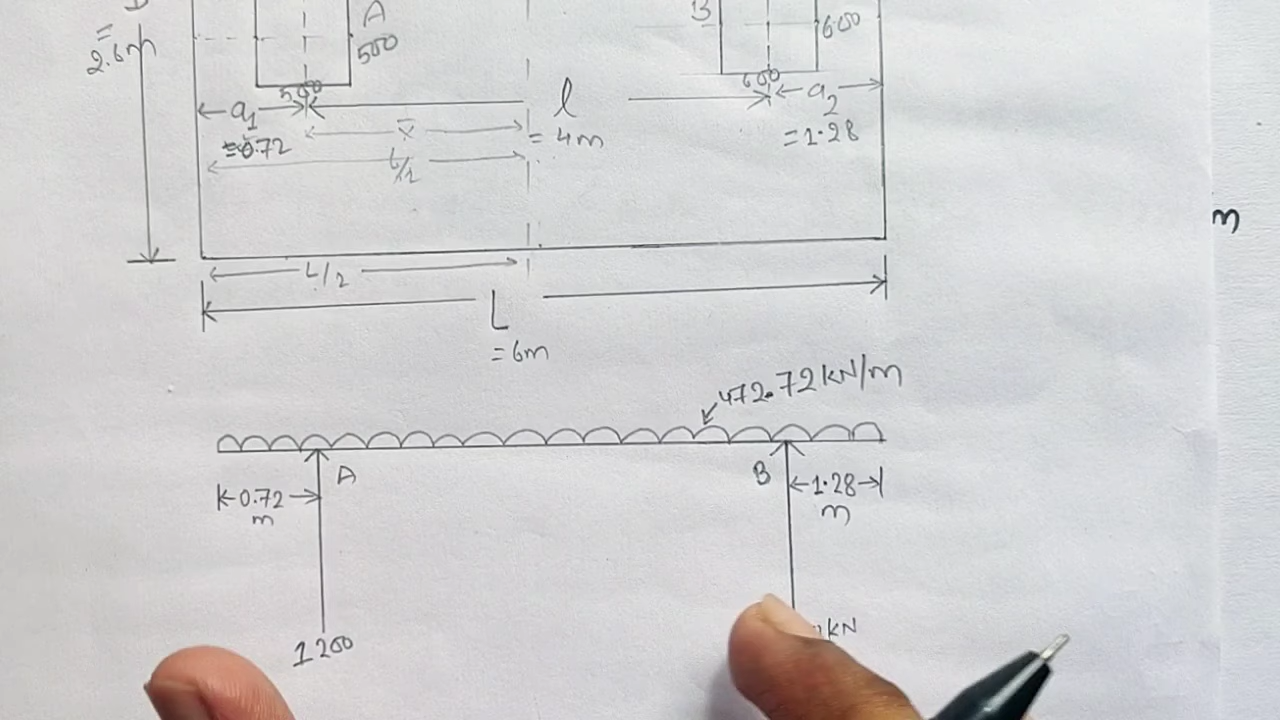 =
2.6m
A
500
500
B
600
600
a₁
=0.72
l
= 4m
x̄
L/2
a₂
=1.28
L/2
L
=6m
m
472.72kN/m
A
B
0.72
m
1.28
m
1200
kN